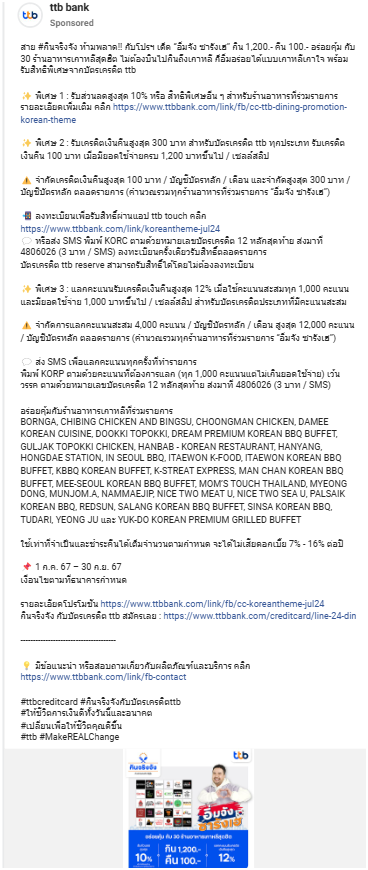 ttb bank
Sponsored
สาย #กินจริงจัง ห้ามพลาด!! กับโปรฯ เด็ด "อิ่มจัง ซารังเฮ" กิน 1,200.- คืน 100.- อร่อยคุ้ม กับ
30 ร้านอาหารเกาหลีสุดฮิต ไม่ต้องบินไปกินถึงเกาหลี ก็อิ่มอร่อยได้แบบเกาหลีเกาใจ พร้อม
รับสิทธิพิเศษจากบัตรเครดิต ttb
✨ พิเศษ 1 : รับส่วนลดสูงสุด 10% หรือ สิทธิพิเศษอื่น ๆ สำหรับร้านอาหารที่ร่วมรายการ
รายละเอียดเพิ่มเติม คลิก https://www.ttbbank.com/link/fb/cc-ttb-dining-promotion-
korean-theme
✨ พิเศษ 2 : รับเครดิตเงินคืนสูงสุด 300 บาท สำหรับบัตรเครดิต ttb ทุกประเภท รับเครดิต
เงินคืน 100 บาท เมื่อมียอดใช้จ่ายครบ 1,200 บาทขึ้นไป / เซลล์สลิป
⚠️ จำกัดเครดิตเงินคืนสูงสุด 100 บาท / บัญชีบัตรหลัก / เดือน และจำกัดสูงสุด 300 บาท /
บัญชีบัตรหลัก ตลอดรายการ (คำนวณรวมทุกร้านอาหารที่ร่วมรายการ "อิ่มจัง ซารังเฮ")
📲 ลงทะเบียนเพื่อรับสิทธิ์ผ่านแอป ttb touch คลิก
https://www.ttbbank.com/link/koreantheme-jul24
💬 หรือส่ง SMS พิมพ์ KORC ตามด้วยหมายเลขบัตรเครดิต 12 หลักสุดท้าย ส่งมาที่
4806026 (3 บาท / SMS) ลงทะเบียนครั้งเดียวรับสิทธิ์ตลอดรายการ
บัตรเครดิต ttb reserve สามารถรับสิทธิ์ได้โดยไม่ต้องลงทะเบียน
✨ พิเศษ 3 : แลกคะแนนรับเครดิตเงินคืนสูงสุด 12% เมื่อใช้คะแนนสะสมทุก 1,000 คะแนน
และมียอดใช้จ่าย 1,000 บาทขึ้นไป / เซลล์สลิป สำหรับบัตรเครดิตประเภทที่มีคะแนนสะสม
⚠️ จำกัดการแลกคะแนนสะสม 4,000 คะแนน / บัญชีบัตรหลัก / เดือน สูงสุด 12,000 คะแนน
/ บัญชีบัตรหลัก ตลอดรายการ (คำนวณรวมทุกร้านอาหารที่ร่วมรายการ "อิ่มจัง ซารังเฮ")
💬 ส่ง SMS เพื่อแลกคะแนนทุกครั้งที่ทำรายการ
พิมพ์ KORP ตามด้วยคะแนนที่ต้องการแลก (ทุก 1,000 คะแนนแต่ไม่เกินยอดใช้จ่าย) เว้น
วรรค ตามด้วยหมายเลขบัตรเครดิต 12 หลักสุดท้าย ส่งมาที่ 4806026 (3 บาท / SMS)
อร่อยคุ้มกับร้านอาหารเกาหลีที่ร่วมรายการ
BORNGA, CHIBING CHICKEN AND BINGSU, CHOONGMAN CHICKEN, DAMEE
KOREAN CUISINE, DOOKKI TOPOKKI, DREAM PREMIUM KOREAN BBQ BUFFET,
GULJAK TOPOKKI CHICKEN, HANBAB - KOREAN RESTAURANT, HANYANG,
HONGDAE STATION, IN SEOUL BBQ, ITAEWON K-FOOD, ITAEWON KOREAN BBQ
BUFFET, KBBQ KOREAN BUFFET, K-STREAT EXPRESS, MAN CHAN KOREAN BBQ
BUFFET, MEE-SEOUL KOREAN BBQ BUFFET, MOM'S TOUCH THAILAND, MYEONG
DONG, MUNJOM.A, NAMMAEJIP, NICE TWO MEAT U, NICE TWO SEA U, PALSAIK
KOREAN BBQ, REDSUN, SALANG KOREAN BBQ BUFFET, SINSA KOREAN BBQ,
TUDARI, YEONG JU และ YUK-DO KOREAN PREMIUM GRILLED BUFFET
ใช้เท่าที่จำเป็นและชำระคืนได้เต็มจำนวนตามกำหนด จะได้ไม่เสียดอกเบี้ย 7% - 16% ต่อปี
📌 1 ก.ค. 67 – 30 ก.ย. 67
เงื่อนไขตามที่ธนาคารกำหนด
รายละเอียดโปรโมชัน https://www.ttbbank.com/link/fb/cc-koreantheme-jul24
กินจริงจัง กับบัตรเครดิต ttb สมัครเลย : https://www.ttbbank.com/creditcard/line-24-din
--------------------------------------
💡 มีข้อแนะนำ หรือสอบถามเกี่ยวกับผลิตภัณฑ์และบริการ คลิก
https://www.ttbbank.com/link/fb-contact
#ttbcreditcard #กินจริงจังกับบัตรเครดิตttb
#ให้ชีวิตการเงินดีทั้งวันนี้และอนาคต
#เปลี่ยนเพื่อให้ชีวิตคุณดีขึ้น
#ttb #MakeREALChange
กินจริงจัง
ttb
อิ่มจัง
ซารังเฮ
อร่อยคุ้ม กับ 30 ร้านอาหารเกาหลีสุดฮิต
10%
กิน 1,200.-
คืน 100.-
12%